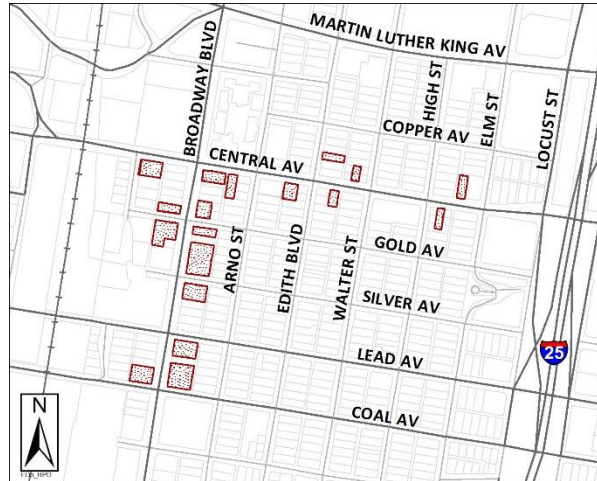 MARTIN LUTHER KING AV
BROADWAY BLVD
HIGH ST
ELM ST
LOCUST ST
COPPER AV
CENTRAL AV
ARNO ST
EDITH BLVD
WALTER ST
GOLD AV
SILVER AV
LEAD AV
25
COAL AV
N